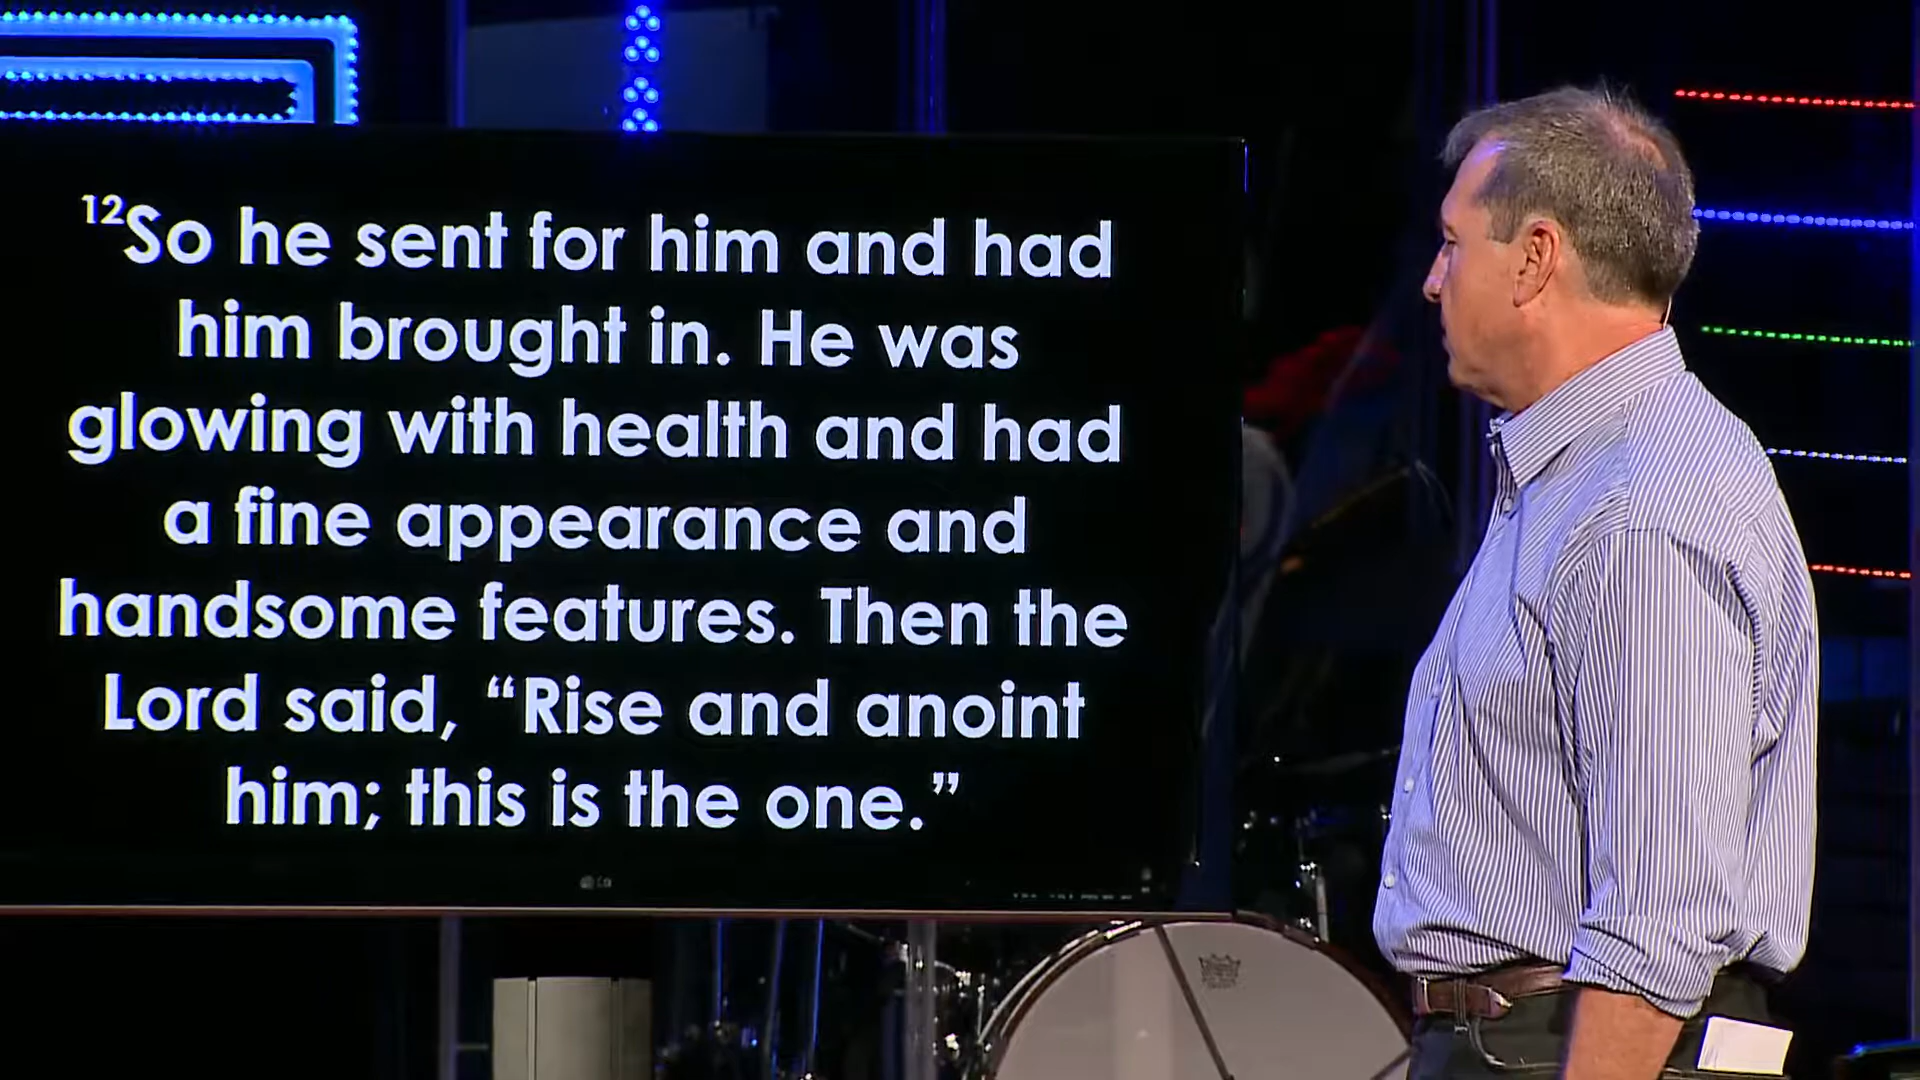 12So he sent for him and had
him brought in. He was
glowing with health and had
a fine appearance and
handsome features. Then the
Lord said, “Rise and anoint
him; this is the one.”
LG